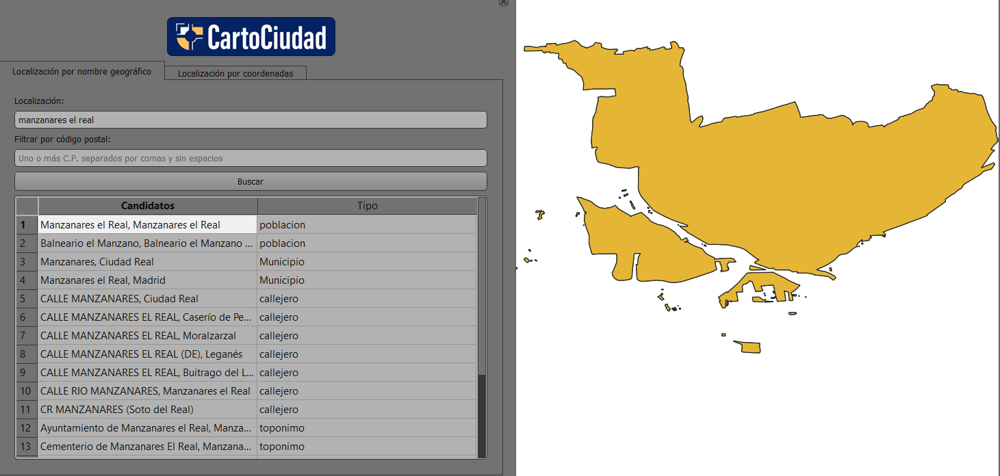 CartoCiudad
Localización por nombre geográfico
Localización por coordenadas
Localización:
manzanares el real
Filtrar por código postal:
Uno o más C.P. separados por comas y sin espacios
Buscar
Candidatos Tipo
1 Manzanares el Real, Manzanares el Real poblacion
2 Balneario el Manzano, Balneario el Manzano ... poblacion
3 Manzanares, Ciudad Real Municipio
4 Manzanares el Real, Madrid Municipio
5 CALLE MANZANARES, Ciudad Real callejero
6 CALLE MANZANARES EL REAL, Caserío de Pe... callejero
7 CALLE MANZANARES EL REAL, Moralzarzal callejero
8 CALLE MANZANARES EL REAL (DE), Leganés callejero
9 CALLE MANZANARES EL REAL, Buitrago del L... callejero
10 CALLE RIO MANZANARES, Manzanares el Real callejero
11 CR MANZANARES (Soto del Real) callejero
12 Ayuntamiento de Manzanares el Real, Manza... toponimo
13 Cementerio de Manzanares El Real, Manzana... toponimo